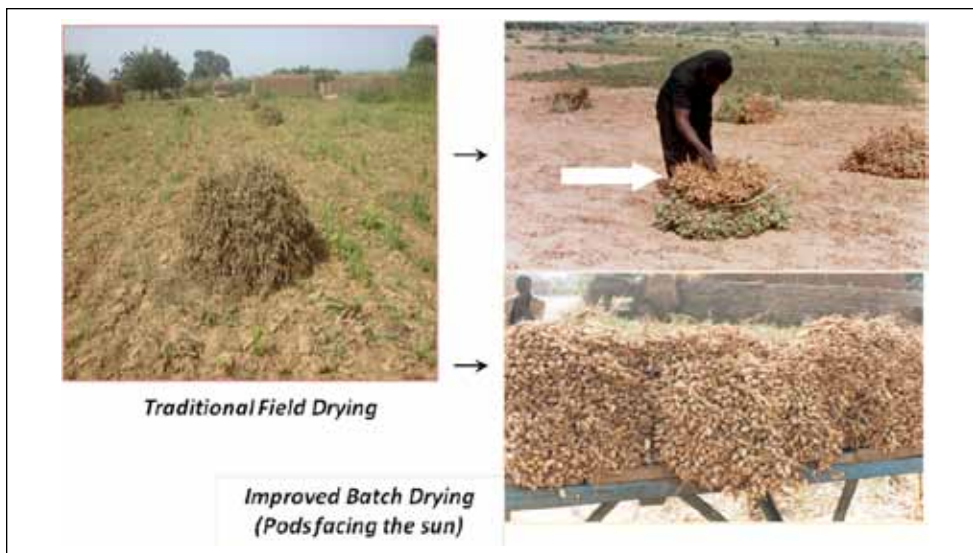 Traditional Field Drying
Improved Batch Drying
(Pods facing the sun)